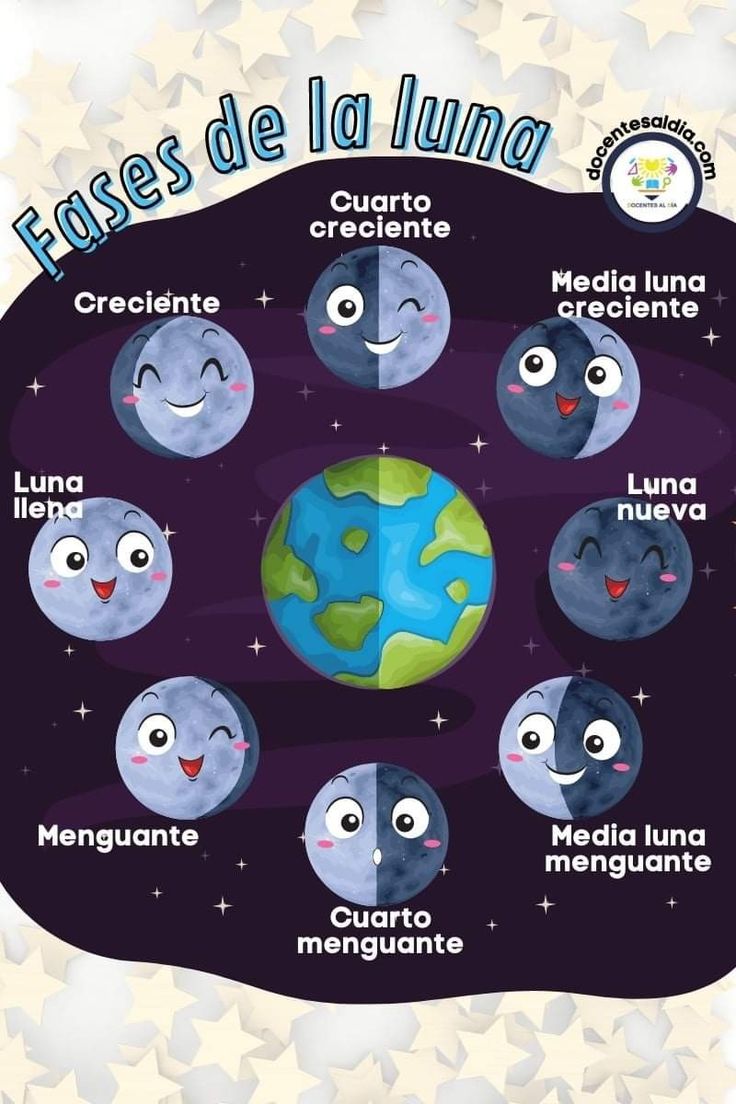 Fases de la luna
docentesaldia.com
DOCENTES AL DÍA
Cuarto
creciente
Creciente
Media luna
creciente
Luna
llena
Luna
nueva
Menguante
Media luna
menguante
Cuarto
menguante